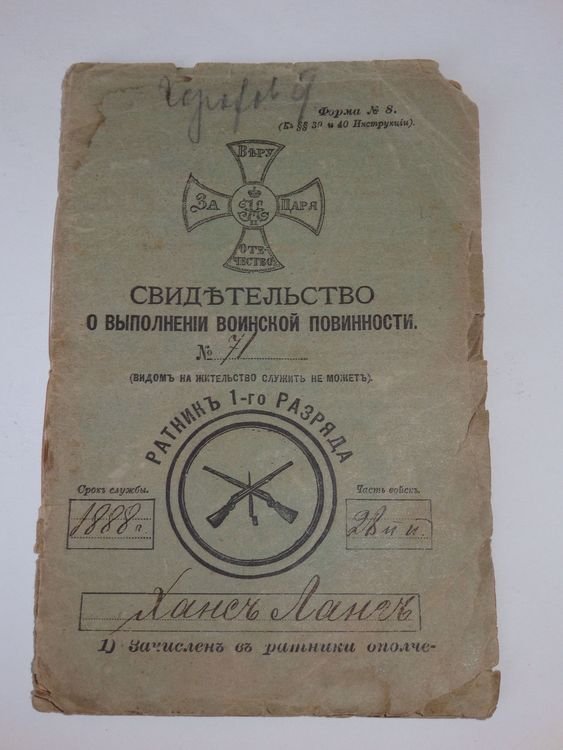 Форма № 8.
(Къ §§ 39 и 40 Инструкціи).
ВѢРУ
ЗА
ЦАРЯ
ОТЕ-
ЧЕСТВО
СВИДѢТЕЛЬСТВО
О ВЫПОЛНЕНІИ ВОИНСКОЙ ПОВИННОСТИ.
№ 71
(ВИДОМЪ НА ЖИТЕЛЬСТВО СЛУЖИТЬ НЕ МОЖЕТЪ).
РАТНИКЪ 1-го РАЗРЯДА
Срокъ службы.
Часть войскъ.
1888
Хансъ Лансъ
1) Зачисленъ въ ратники ополче-